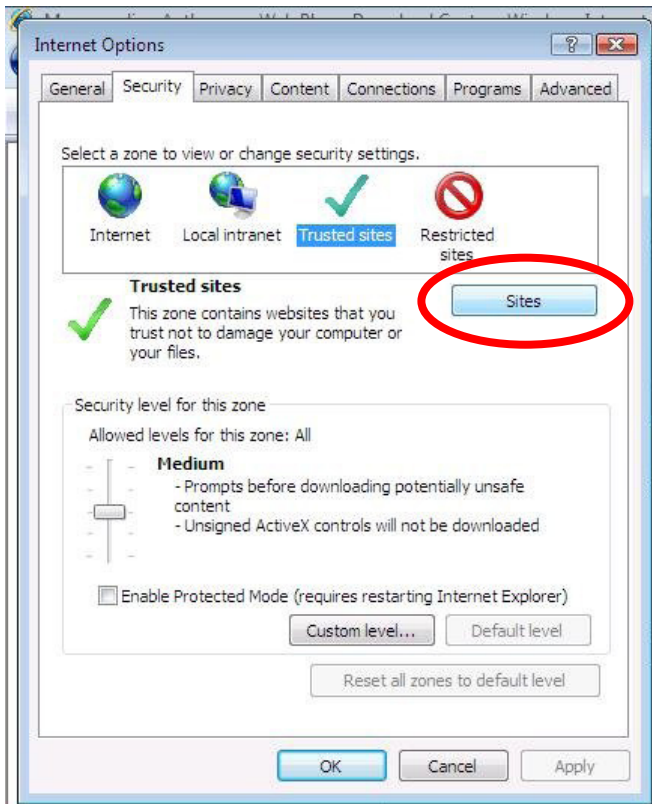 Internet Options
General Security Privacy Content Connections Programs Advanced
Select a zone to view or change security settings.
Internet Local intranet Trusted sites Restricted
sites
Trusted sites
Sites
This zone contains websites that you
trust not to damage your computer or
your files.
Security level for this zone
Allowed levels for this zone: All
Medium
- Prompts before downloading potentially unsafe
content
- Unsigned ActiveX controls will not be downloaded
Enable Protected Mode (requires restarting Internet Explorer)
Custom level... Default level
Reset all zones to default level
OK Cancel Apply